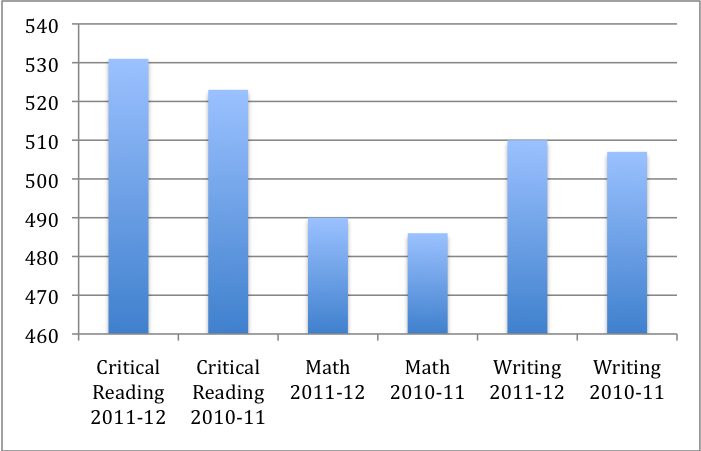 540
530
520
510
500
490
480
470
460
Critical Reading 2011-12
Critical Reading 2010-11
Math 2011-12
Math 2010-11
Writing 2011-12
Writing 2010-11